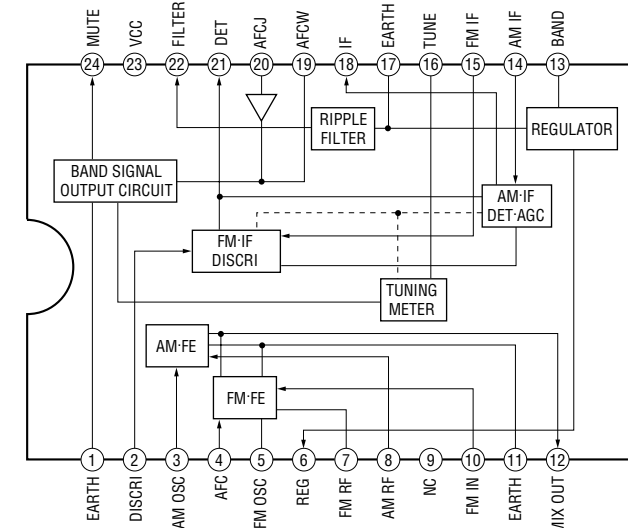 MUTE
VCC
FILTER
DET
AFCJ
AFCW
IF
EARTH
TUNE
FM IF
AM IF
BAND
24
23
22
21
20
19
18
17
16
15
14
13
RIPPLE
FILTER
REGULATOR
BAND SIGNAL
OUTPUT CIRCUIT
AM·IF
DET·AGC
FM·IF
DISCRI
TUNING
METER
AM·FE
FM·FE
1
2
3
4
5
6
7
8
9
10
11
12
EARTH
DISCRI
AM OSC
AFC
FM OSC
REG
FM RF
AM RF
NC
FM IN
EARTH
MIX OUT